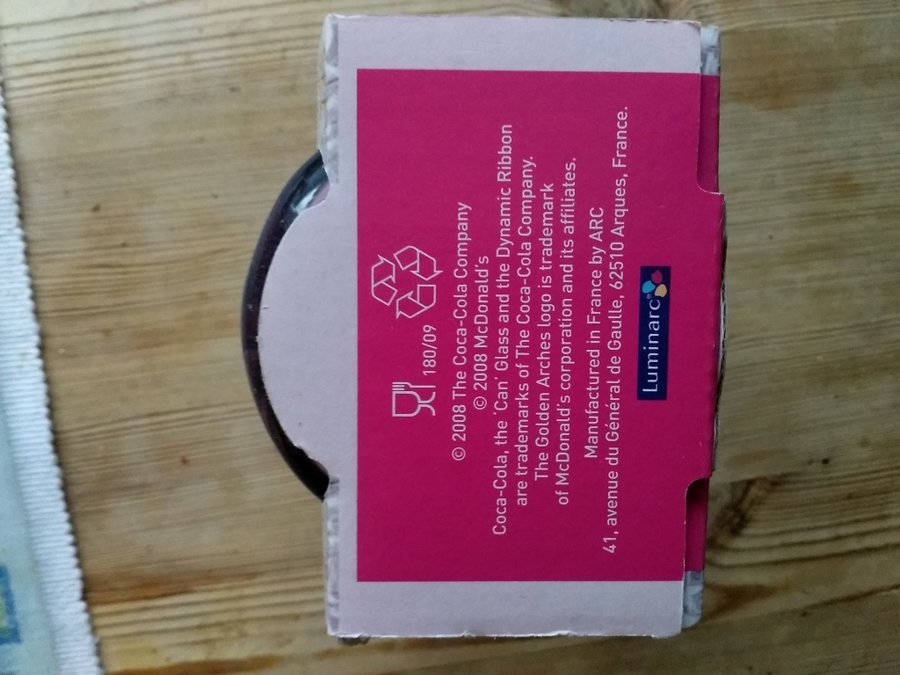 180/09
© 2008 The Coca-Cola Company
© 2008 McDonald's
Coca-Cola, the 'Can' Glass and the Dynamic Ribbon
are trademarks of The Coca-Cola Company.
The Golden Arches logo is trademark
of McDonald's corporation and its affiliates.
Manufactured in France by ARC
41, avenue du Général de Gaulle, 62510 Arques, France.
Luminarc®